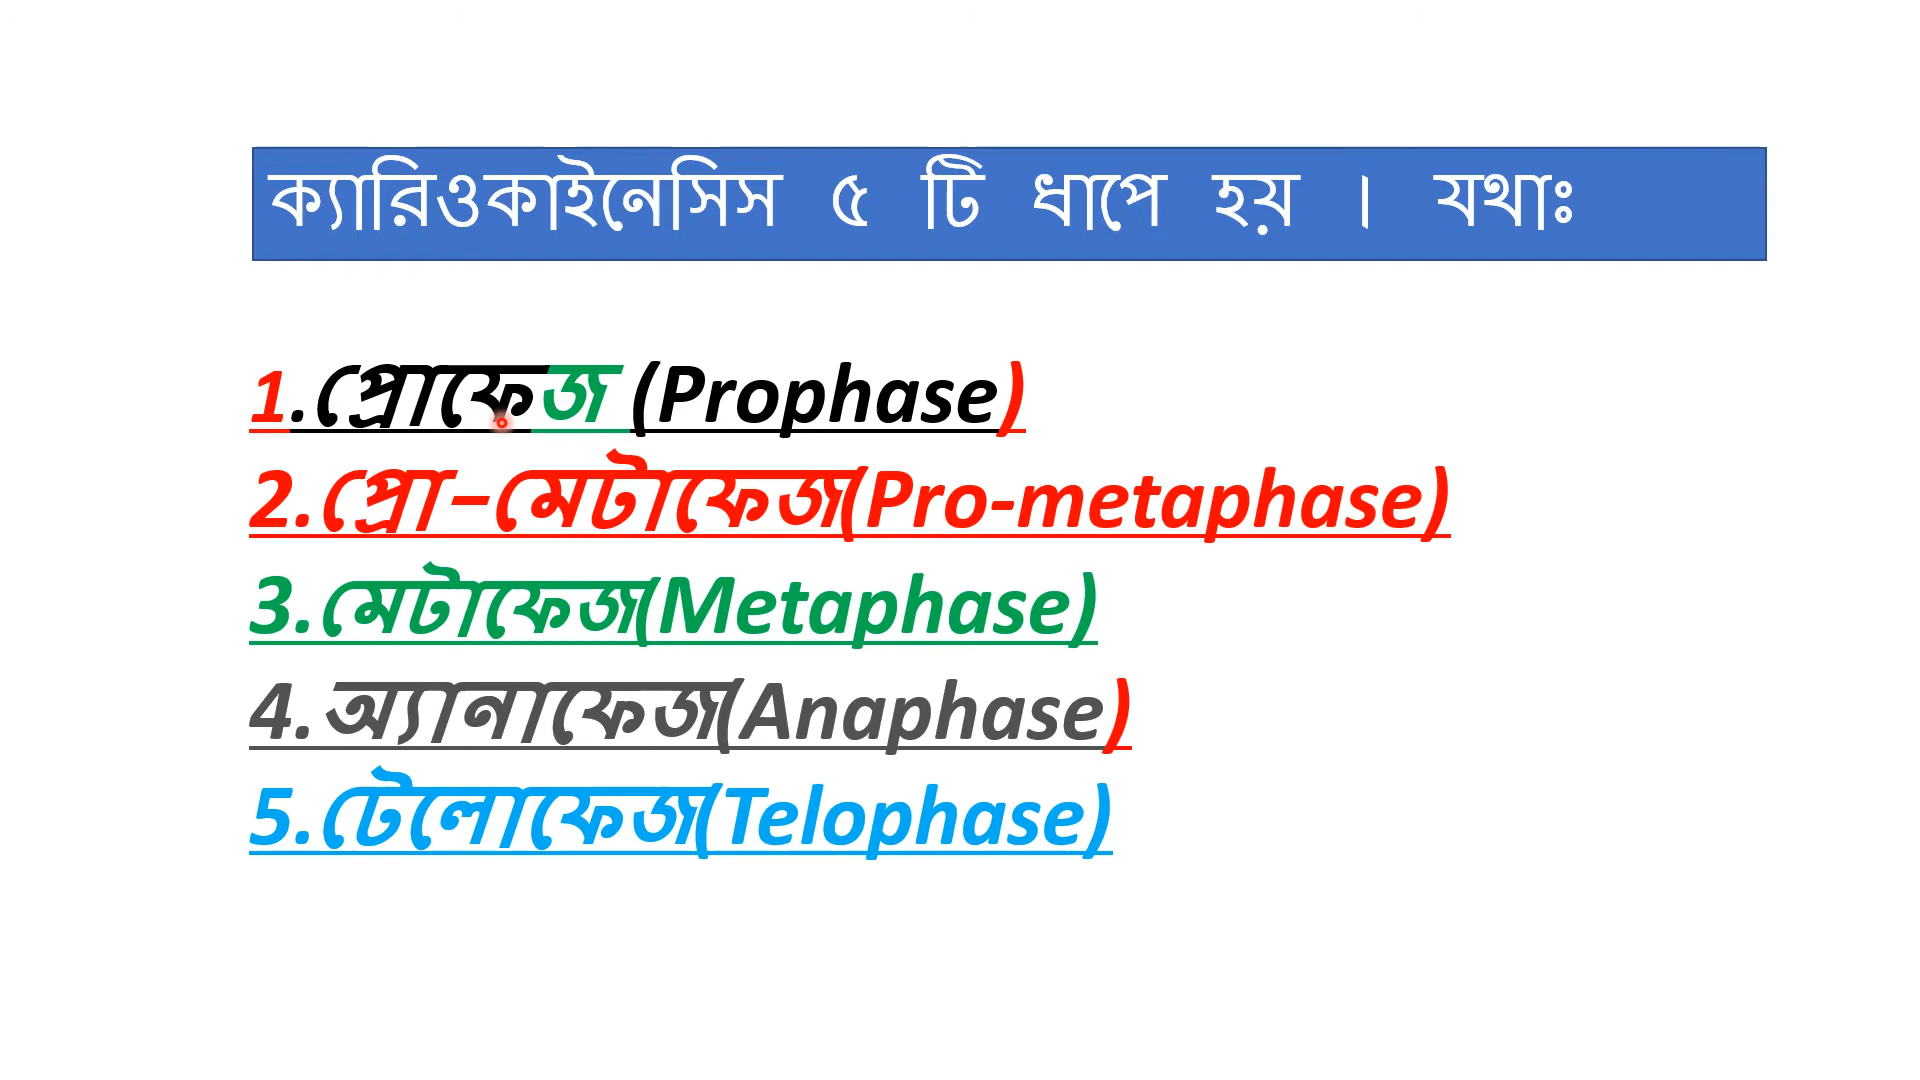 ক্যারিওকাইনেসিস ৫ টি ধাপে হয় । যথাঃ
1.প্রোফেজ (Prophase)
2.প্রো-মেটাফেজ(Pro-metaphase)
3.মেটাফেজ(Metaphase)
4.অ্যানাফেজ(Anaphase)
5.টেলোফেজ(Telophase)